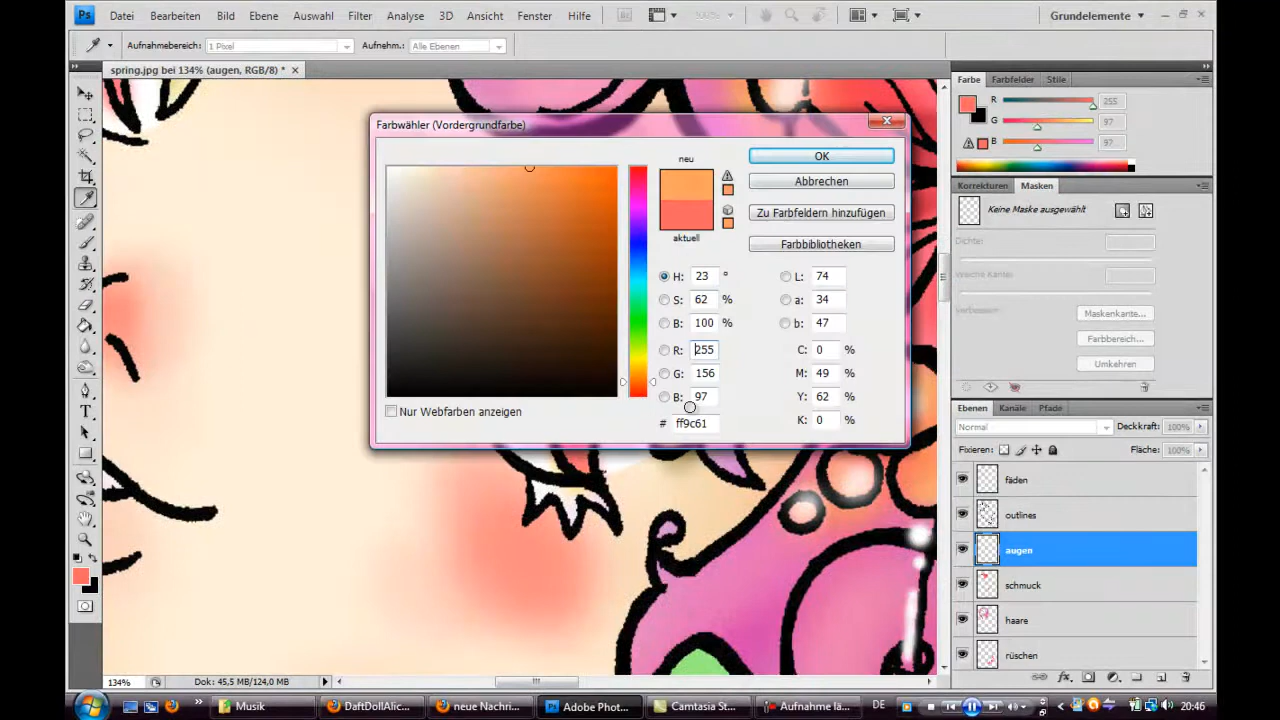 Ps Datei Bearbeiten Bild Ebene Auswahl Filter Analyse 3D Ansicht Fenster Hilfe Br 500% Grundelemente
Aufnahmebereich: 1 Pixel Aufnehm.: Alle Ebenen
spring.jpg bei 134% (augen, RGB/8) * ×
Farbe Farbfelder Stile
R 255
G 97
B 97
Farbwähler (Vordergrundfarbe)
neu
aktuell
OK
Abbrechen
Zu Farbfeldern hinzufügen
Farbbibliotheken
H: 23 °
S: 62 %
B: 100 %
R: 255
G: 156
B: 97
# ff9c61
L: 74
a: 34
b: 47
C: 0 %
M: 49 %
Y: 62 %
K: 0 %
Nur Webfarben anzeigen
Korrekturen Masken
Keine Maske ausgewählt
Dichte:
Weiche Kante:
Verbessern:
Maskenkante...
Farbbereich...
Umkehren
Ebenen Kanäle Pfade
Normal Deckkraft: 100%
Fixieren: Fläche: 100%
fäden
outlines
augen
schmuck
haare
rüschen
T
134% Dok: 45,5 MB/124,0 MB
» Musik DaftDollAlic... neue Nachri... Adobe Phot... Camtasia St... Aufnahme lä... DE 20:46